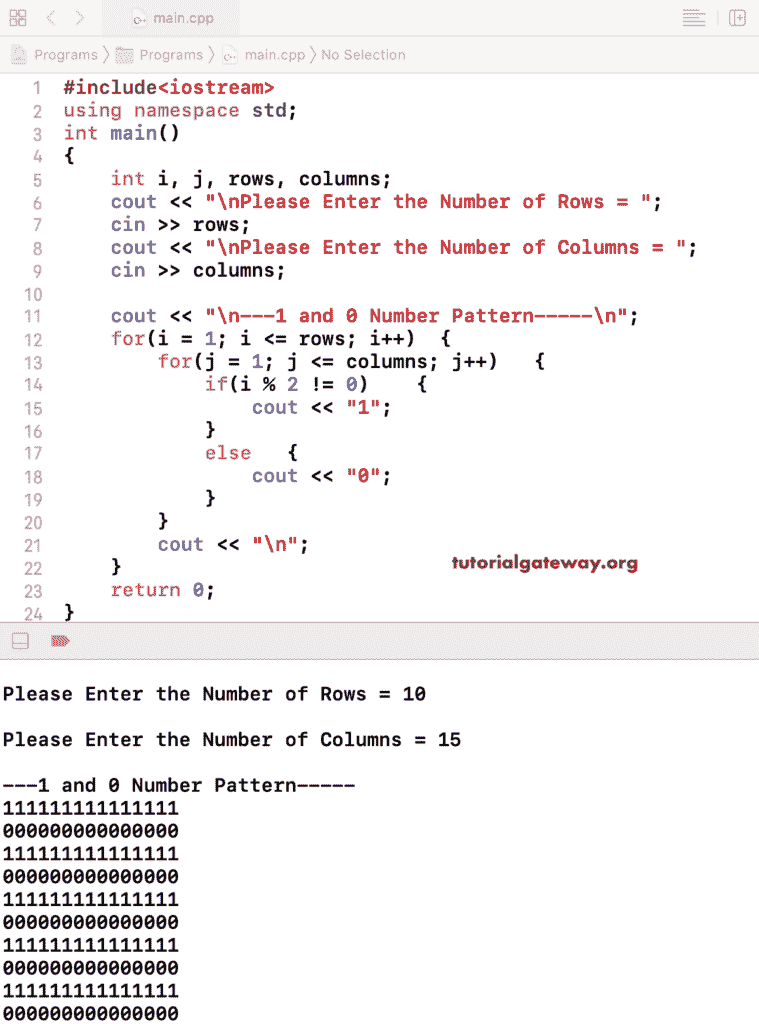 main.cpp
Programs Programs main.cpp No Selection
1 #include<iostream>
2 using namespace std;
3 int main()
4 {
5     int i, j, rows, columns;
6     cout << "\nPlease Enter the Number of Rows = ";
7     cin >> rows;
8     cout << "\nPlease Enter the Number of Columns = ";
9     cin >> columns;
10
11     cout << "\n---1 and 0 Number Pattern-----\n";
12     for(i = 1; i <= rows; i++)  {
13         for(j = 1; j <= columns; j++)   {
14             if(i % 2 != 0)    {
15                 cout << "1";
16             }
17             else   {
18                 cout << "0";
19             }
20         }
21         cout << "\n";
22     }
tutorialgateway.org
23     return 0;
24 }
Please Enter the Number of Rows = 10
Please Enter the Number of Columns = 15
---1 and 0 Number Pattern-----
111111111111111
000000000000000
111111111111111
000000000000000
111111111111111
000000000000000
111111111111111
000000000000000
111111111111111
000000000000000